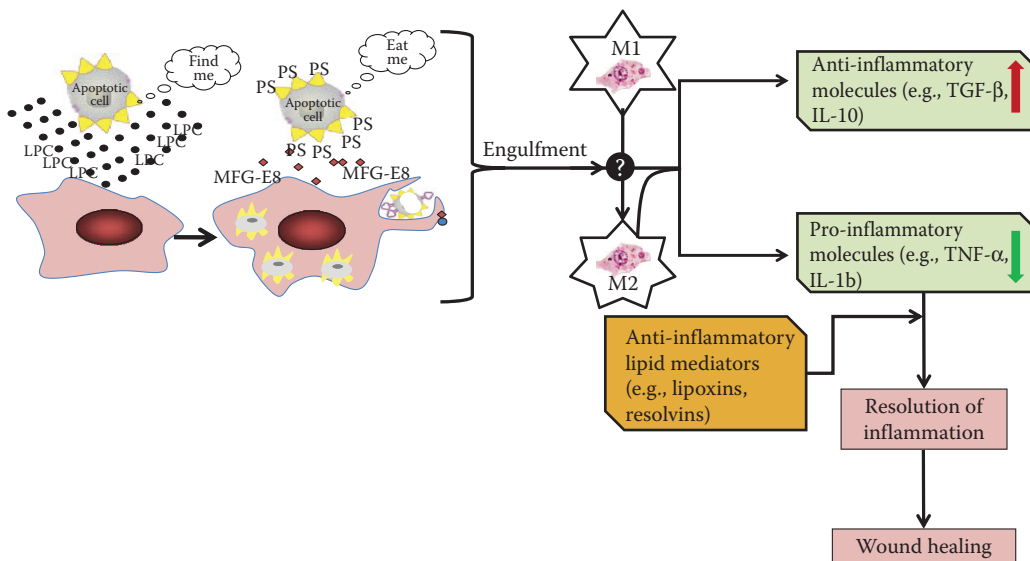 Find
me
Apoptotic
cell
LPC
LPC
LPC
LPC
LPC
Eat
me
PS
PS
PS
PS
Apoptotic
cell
PS
PS
PS
PS
MFG-E8
MFG-E8
Engulfment
M1
?
M2
Anti-inflammatory
molecules (e.g., TGF-β,
IL-10)
Pro-inflammatory
molecules (e.g., TNF-α,
IL-1b)
Anti-inflammatory
lipid mediators
(e.g., lipoxins,
resolvins)
Resolution of
inflammation
Wound healing